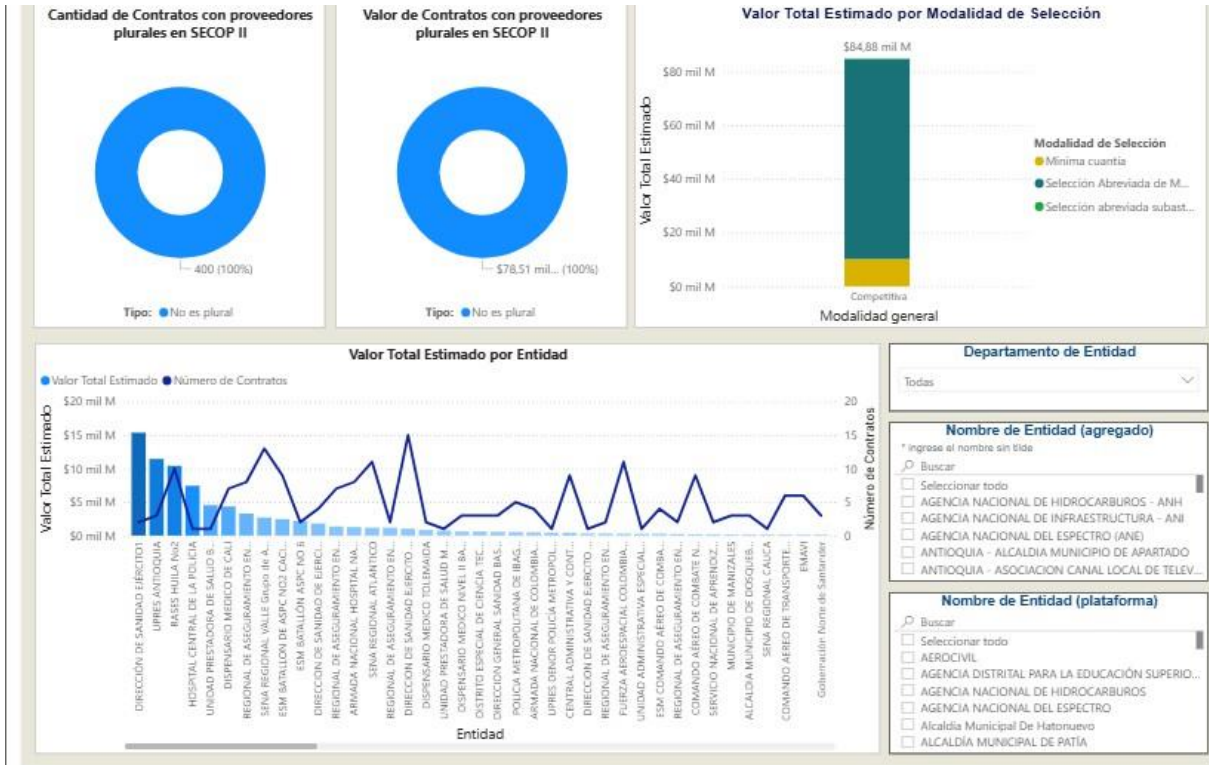 Cantidad de Contratos con proveedores
plurales en SECOP II
400 (100%)
Tipo: No es plural
Valor de Contratos con proveedores
plurales en SECOP II
$78,51 mil... (100%)
Tipo: No es plural
Valor Total Estimado por Modalidad de Selección
$84,88 mil M
$80 mil M
$60 mil M
$40 mil M
$20 mil M
$0 mil M
Valor Total Estimado
Competitiva
Modalidad general
Modalidad de Selección
Mínima cuantía
Selección Abreviada de M...
Selección abreviada subast...
Valor Total Estimado por Entidad
Valor Total Estimado Número de Contratos
$20 mil M
$15 mil M
$10 mil M
$5 mil M
$0 mil M
Valor Total Estimado
20
15
10
5
0
Número de Contratos
DIRECCIÓN DE SANIDAD EJÉRCITO1
UPRES ANTIOQUIA
RASES HUILA No2
HOSPITAL CENTRAL DE LA POLICIA
UNIDAD PRESTADORA DE SALUD B...
DISPENSARIO MEDICO DE CALI
REGIONAL DE ASEGURAMIENTO EN...
SENA REGIONAL VALLE Grupo de A...
ESM BATALLON DE ASPC NO2 CACI...
ESM BATALLÓN ASPC NO 8
DIRECCION DE SANIDAD DE EJERCI...
REGIONAL DE ASEGURAMIENTO EN...
ARMADA NACIONAL HOSPITAL NA...
SENA REGIONAL ATLANTICO
REGIONAL DE ASEGURAMIENTO EN...
DIRECCION DE SANIDAD EJERCITO ...
DISPENSARIO MEDICO TOLEMAIDA
UNIDAD PRESTADORA DE SALUD M...
DISPENSARIO MEDOCO NIVEL II BA...
DISTRITO ESPECIAL DE CIENCIA TEC...
DIRECCION GENERAL SANIDAD BAS...
POLICIA METROPOLITANA DE IBAG...
ARMADA NACIONAL DE COLOMBIA...
UPRES DENOR POLICIA METROPOL...
CENTRAL ADMINISTRATIVA Y CONT...
DIRECCION DE SANIDAD EJERCITO ...
REGIONAL DE ASEGURAMIENTO EN...
FUERZA AEROESPACIAL COLOMBIA...
UNIDAD ADMINISTRATIVA ESPECIAL...
ESM COMANDO AÉREO DE COMBA...
REGIONAL DE ASEGURAMIENTO EN...
COMANDO AÉREO DE COMBATE N...
SERVICIO NACIONAL DE APRENDIZ...
MUNICIPIO DE MANIZALES
ALCALDIA MUNICIPIO DE DOSQUEB...
SENA REGIONAL CAUCA
COMANDO AEREO DE TRANSPORTE...
EMAVI
Gobernación Norte de Santander
Entidad
Departamento de Entidad
Todas
Nombre de Entidad (agregado)
* Ingrese el nombre sin tilde
Buscar
Seleccionar todo
AGENCIA NACIONAL DE HIDROCARBUROS - ANH
AGENCIA NACIONAL DE INFRAESTRUCTURA - ANI
AGENCIA NACIONAL DEL ESPECTRO (ANE)
ANTIOQUIA - ALCALDIA MUNICIPIO DE APARTADO
ANTIOQUIA - ASOCIACION CANAL LOCAL DE TELEV...
Nombre de Entidad (plataforma)
Buscar
Seleccionar todo
AEROCIVIL
AGENCIA DISTRITAL PARA LA EDUCACIÓN SUPERIO...
AGENCIA NACIONAL DE HIDROCARBUROS
AGENCIA NACIONAL DEL ESPECTRO
Alcaldia Municipal De Hatonuevo
ALCALDÍA MUNICIPAL DE PATÍA